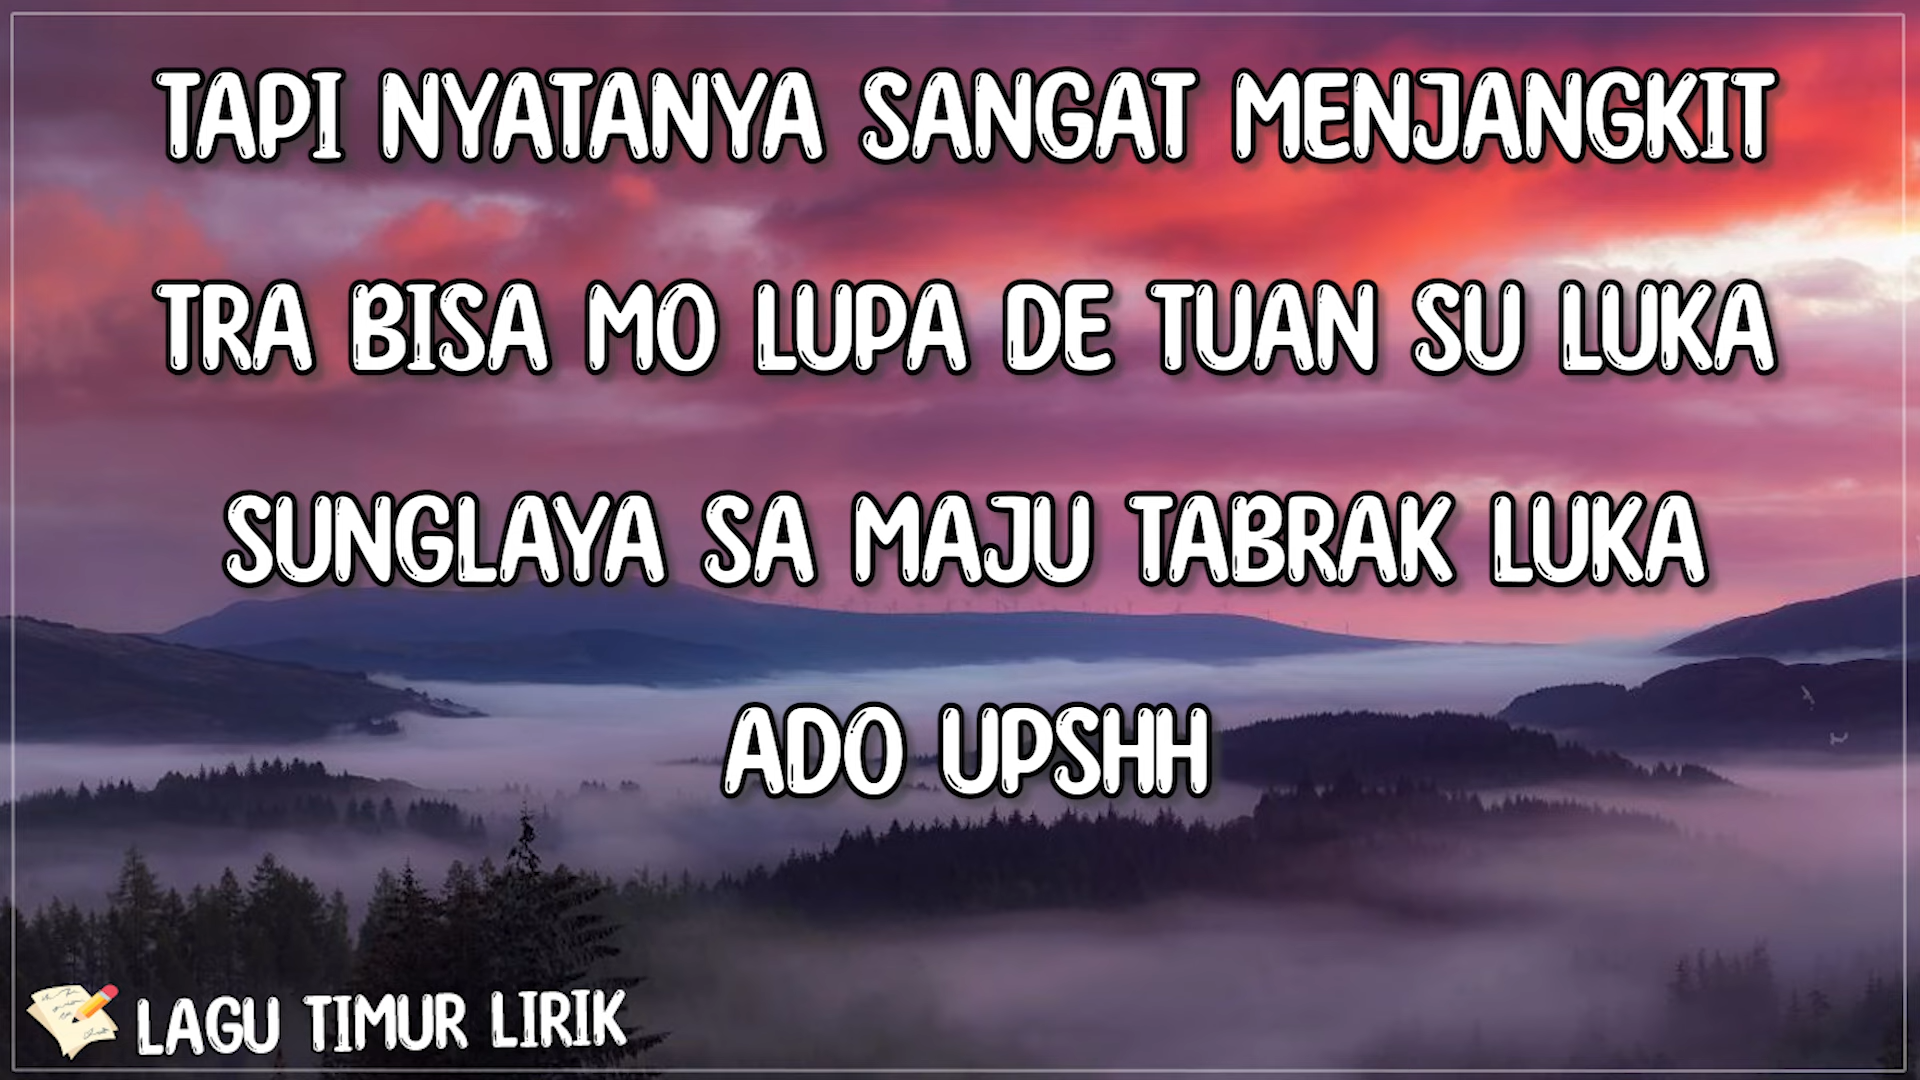 TAPI NYATANYA SANGAT MENJANGKIT
TRA BISA MO LUPA DE TUAN SU LUKA
SUNGLAYA SA MAJU TABRAK LUKA
ADO UPSHH
LAGU TIMUR LIRIK